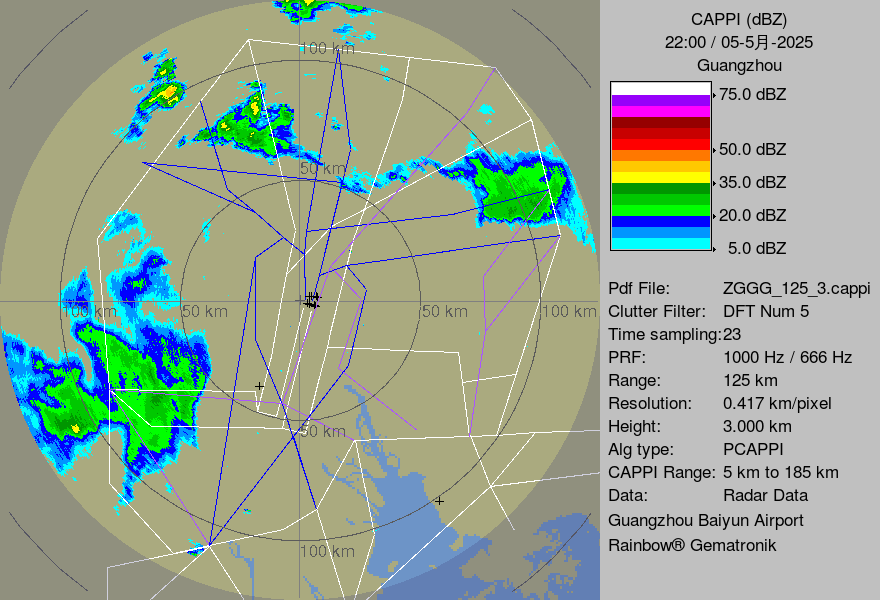 CAPPI (dBZ)
22:00 / 05-5月-2025
Guangzhou
75.0 dBZ
50.0 dBZ
35.0 dBZ
20.0 dBZ
5.0 dBZ
Pdf File: ZGGG_125_3.cappi
Clutter Filter: DFT Num 5
Time sampling:23
PRF: 1000 Hz / 666 Hz
Range: 125 km
Resolution: 0.417 km/pixel
Height: 3.000 km
Alg type: PCAPPI
CAPPI Range: 5 km to 185 km
Data: Radar Data
Guangzhou Baiyun Airport
Rainbow® Gematronik
100 km
50 km
100 km
50 km
50 km
100 km
50 km
100 km